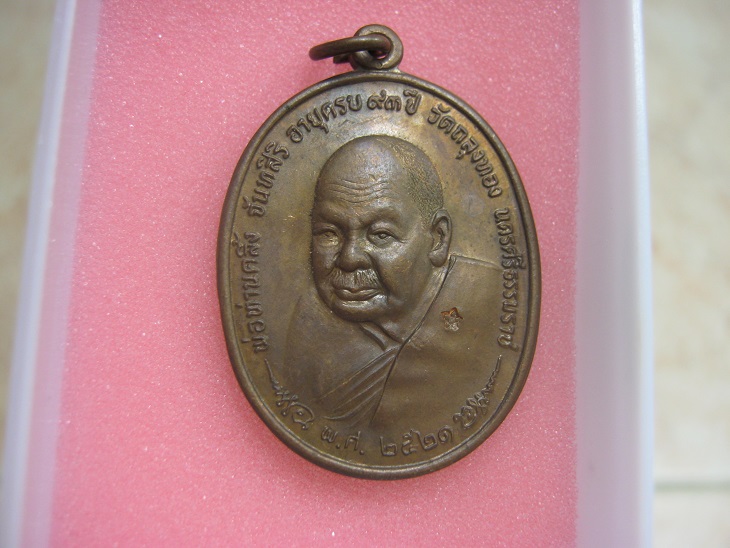 พ่อท่านคลิ้ง จันทสิริ อายุครบ ๙๓ ปี วัดถลุงทอง นครศรีธรรมราช
พ.ศ. ๒๕๒๑